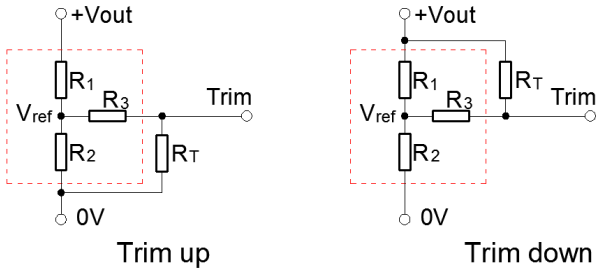 +Vout
R1
Vref
R3
Trim
R2
RT
0V
Trim up
+Vout
R1
RT
Vref
R3
Trim
R2
0V
Trim down